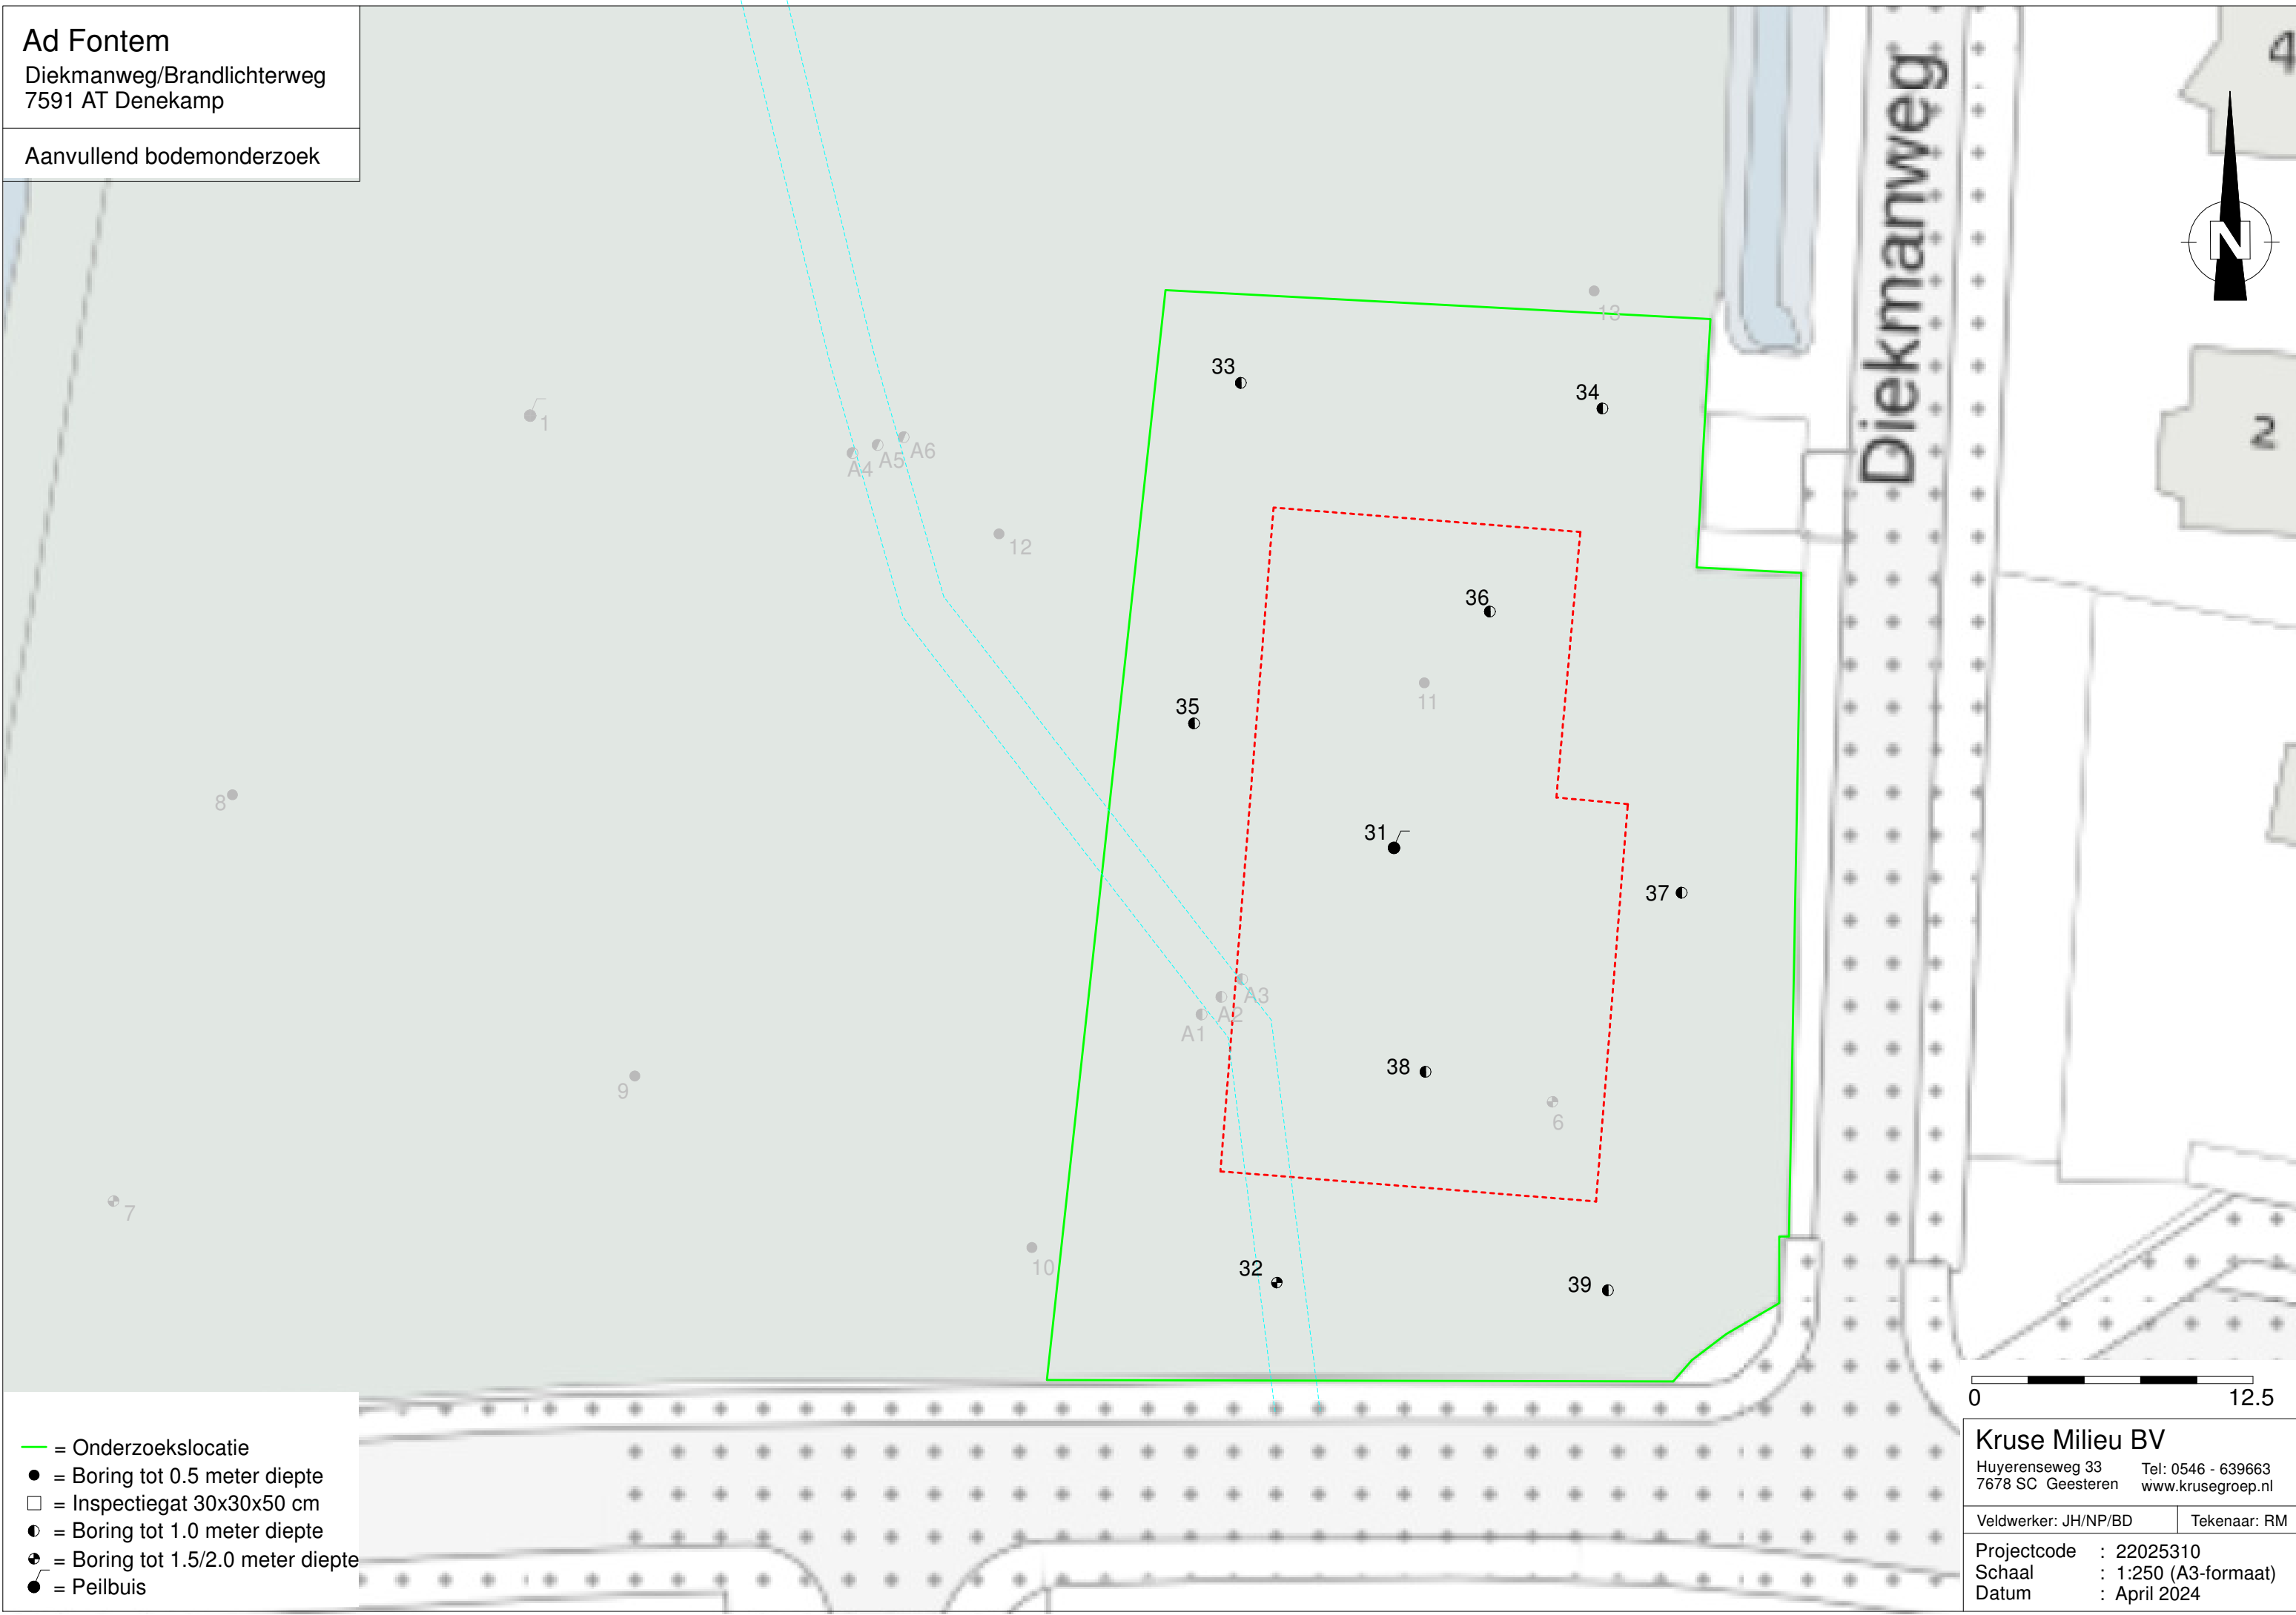 Ad Fontem
Diekmanweg/Brandlichterweg
7591 AT Denekamp
Aanvullend bodemonderzoek
4
Diekmanweg
N
13
33
34
1
A4 A5 A6
2
12
36
11
35
8
31
37
A3
A2
A1
38
9
6
7
10
32
39
0 12.5
= Onderzoekslocatie
= Boring tot 0.5 meter diepte
= Inspectiegat 30x30x50 cm
= Boring tot 1.0 meter diepte
= Boring tot 1.5/2.0 meter diepte
= Peilbuis
Kruse Milieu BV
Huyerenseweg 33 Tel: 0546 - 639663
7678 SC Geesteren www.krusegroep.nl
Veldwerker: JH/NP/BD Tekenaar: RM
Projectcode : 22025310
Schaal : 1:250 (A3-formaat)
Datum : April 2024